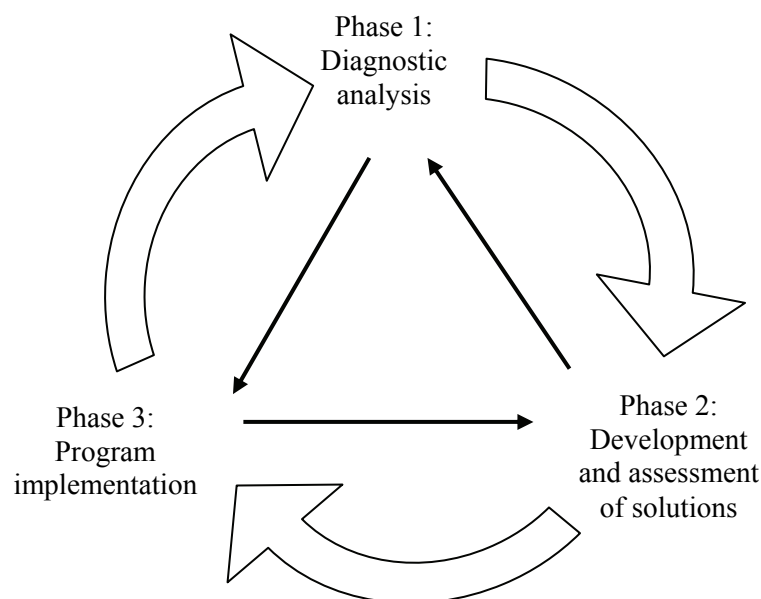 Phase 1:
Diagnostic
analysis
Phase 3:
Program
implementation
Phase 2:
Development
and assessment
of solutions